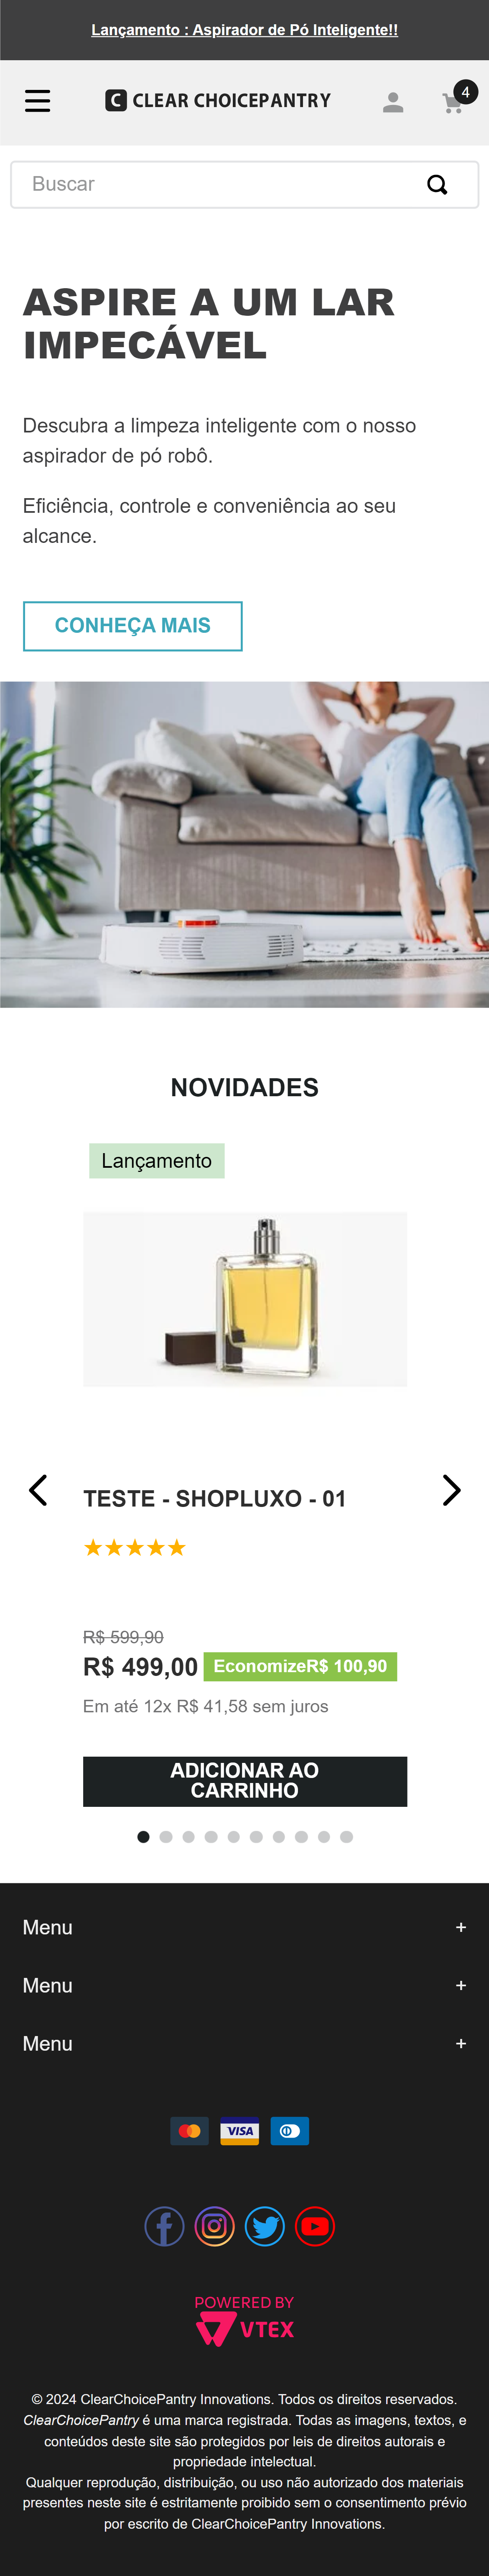 Lançamento : Aspirador de Pó Inteligente!!
C CLEAR CHOICEPANTRY
4
Buscar
ASPIRE A UM LAR
IMPECÁVEL
Descubra a limpeza inteligente com o nosso
aspirador de pó robô.
Eficiência, controle e conveniência ao seu
alcance.
CONHEÇA MAIS
NOVIDADES
Lançamento
TESTE - SHOPLUXO - 01
R$ 599,90
R$ 499,00 EconomizeR$ 100,90
Em até 12x R$ 41,58 sem juros
ADICIONAR AO
CARRINHO
Menu +
Menu +
Menu +
VISA
POWERED BY
VTEX
© 2024 ClearChoicePantry Innovations. Todos os direitos reservados.
ClearChoicePantry é uma marca registrada. Todas as imagens, textos, e
conteúdos deste site são protegidos por leis de direitos autorais e
propriedade intelectual.
Qualquer reprodução, distribuição, ou uso não autorizado dos materiais
presentes neste site é estritamente proibido sem o consentimento prévio
por escrito de ClearChoicePantry Innovations.